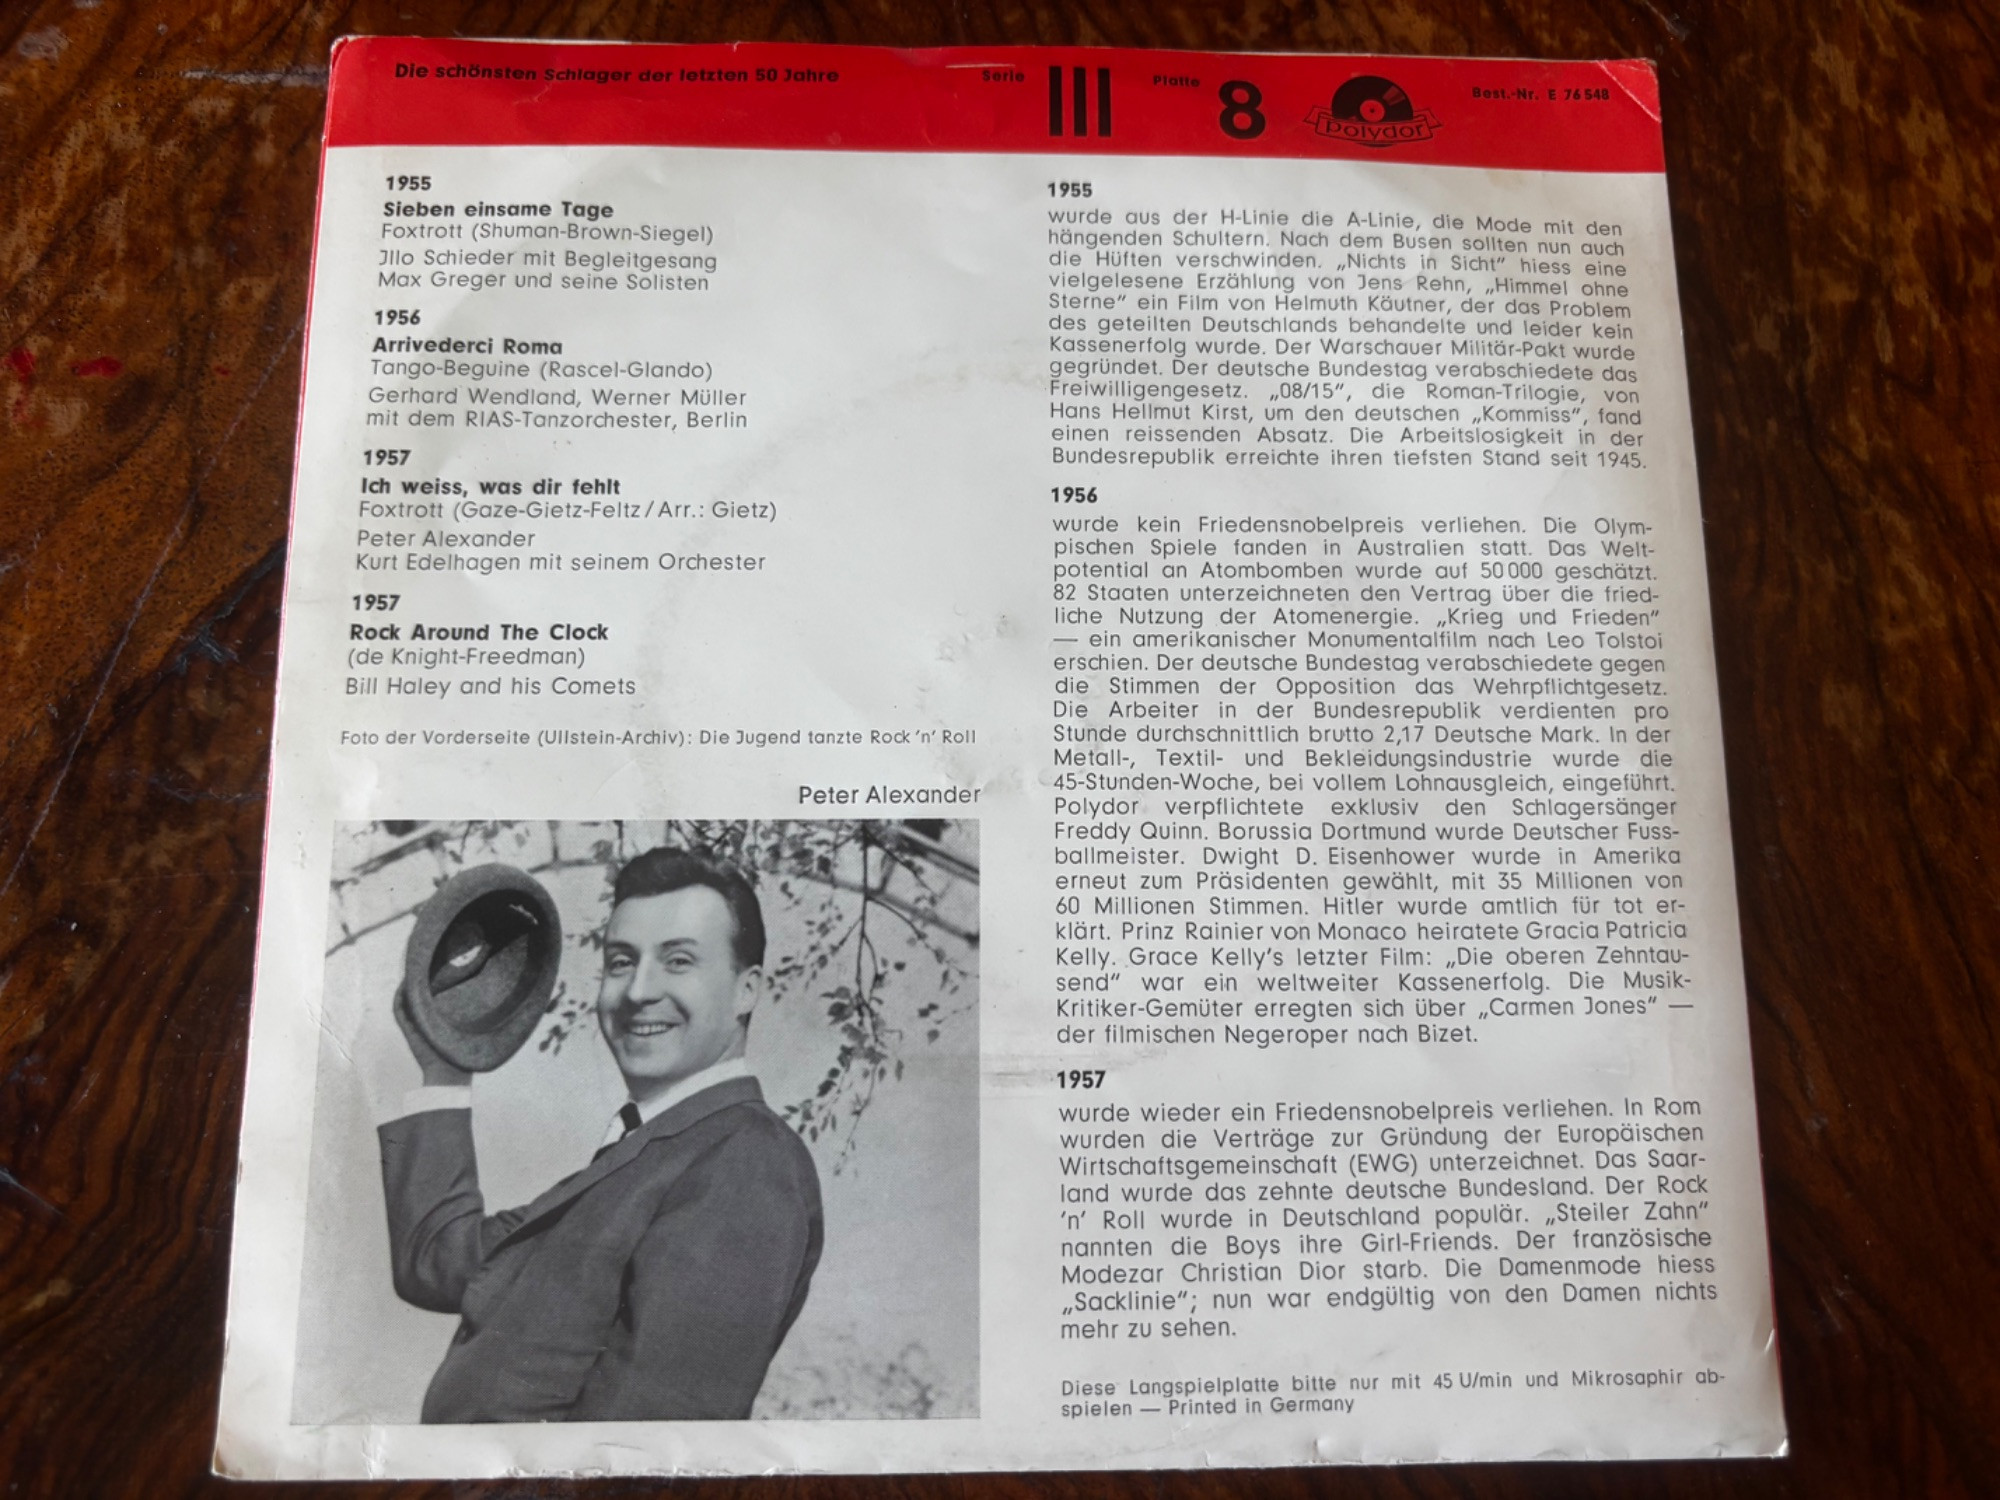 Die schönsten Schlager der letzten 50 Jahre
Serie III Platte 8
Polydor
Best.-Nr. E 76 548
1955
Sieben einsame Tage
Foxtrott (Shuman-Brown-Siegel)
Jllo Schieder mit Begleitgesang
Max Greger und seine Solisten
1956
Arrivederci Roma
Tango-Beguine (Rascel-Glando)
Gerhard Wendland, Werner Müller
mit dem RIAS-Tanzorchester, Berlin
1957
Ich weiss, was dir fehlt
Foxtrott (Gaze-Gietz-Feltz / Arr.: Gietz)
Peter Alexander
Kurt Edelhagen mit seinem Orchester
1957
Rock Around The Clock
(de Knight-Freedman)
Bill Haley and his Comets
Foto der Vorderseite (Ullstein-Archiv): Die Jugend tanzte Rock 'n' Roll
Peter Alexander
1955
wurde aus der H-Linie die A-Linie, die Mode mit den
hängenden Schultern. Nach dem Busen sollten nun auch
die Hüften verschwinden. „Nichts in Sicht" hiess eine
vielgelesene Erzählung von Jens Rehn, „Himmel ohne
Sterne" ein Film von Helmuth Käutner, der das Problem
des geteilten Deutschlands behandelte und leider kein
Kassenerfolg wurde. Der Warschauer Militär-Pakt wurde
gegründet. Der deutsche Bundestag verabschiedete das
Freiwilligengesetz. „08/15", die Roman-Trilogie, von
Hans Hellmut Kirst, um den deutschen „Kommiss", fand
einen reissenden Absatz. Die Arbeitslosigkeit in der
Bundesrepublik erreichte ihren tiefsten Stand seit 1945.
1956
wurde kein Friedensnobelpreis verliehen. Die Olym-
pischen Spiele fanden in Australien statt. Das Welt-
potential an Atombomben wurde auf 50 000 geschätzt.
82 Staaten unterzeichneten den Vertrag über die fried-
liche Nutzung der Atomenergie. „Krieg und Frieden"
— ein amerikanischer Monumentalfilm nach Leo Tolstoi
erschien. Der deutsche Bundestag verabschiedete gegen
die Stimmen der Opposition das Wehrpflichtgesetz.
Die Arbeiter in der Bundesrepublik verdienten pro
Stunde durchschnittlich brutto 2,17 Deutsche Mark. In der
Metall-, Textil- und Bekleidungsindustrie wurde die
45-Stunden-Woche, bei vollem Lohnausgleich, eingeführt.
Polydor verpflichtete exklusiv den Schlagersänger
Freddy Quinn. Borussia Dortmund wurde Deutscher Fuss-
ballmeister. Dwight D. Eisenhower wurde in Amerika
erneut zum Präsidenten gewählt, mit 35 Millionen von
60 Millionen Stimmen. Hitler wurde amtlich für tot er-
klärt. Prinz Rainier von Monaco heiratete Gracia Patricia
Kelly. Grace Kelly's letzter Film: „Die oberen Zehntau-
send" war ein weltweiter Kassenerfolg. Die Musik-
Kritiker-Gemüter erregten sich über „Carmen Jones" —
der filmischen Negeroper nach Bizet.
1957
wurde wieder ein Friedensnobelpreis verliehen. In Rom
wurden die Verträge zur Gründung der Europäischen
Wirtschaftsgemeinschaft (EWG) unterzeichnet. Das Saar-
land wurde das zehnte deutsche Bundesland. Der Rock
'n' Roll wurde in Deutschland populär. „Steiler Zahn"
nannten die Boys ihre Girl-Friends. Der französische
Modezar Christian Dior starb. Die Damenmode hiess
„Sacklinie"; nun war endgültig von den Damen nichts
mehr zu sehen.
Diese Langspielplatte bitte nur mit 45 U/min und Mikrosaphir ab-
spielen — Printed in Germany